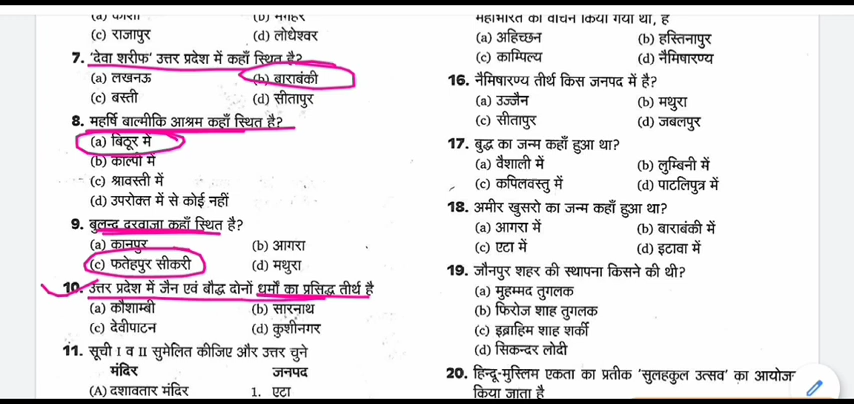 (a) काशी (b) मगहर
(c) राजापुर (d) लोधेश्वर
7. 'देवा शरीफ' उत्तर प्रदेश में कहाँ स्थित है?
(a) लखनऊ (b) बाराबंकी
(c) बस्ती (d) सीतापुर
8. महर्षि बाल्मीकि आश्रम कहाँ स्थित है?
(a) बिठूर मे
(b) काल्पी में
(c) श्रावस्ती में
(d) उपरोक्त में से कोई नहीं
9. बुलन्द दरवाजा कहाँ स्थित है?
(a) कानपुर (b) आगरा
(c) फतेहपुर सीकरी (d) मथुरा
10. उत्तर प्रदेश में जैन एवं बौद्ध दोनों धर्मों का प्रसिद्ध तीर्थ है
(a) कौशाम्बी (b) सारनाथ
(c) देवीपाटन (d) कुशीनगर
11. सूची I व II सुमेलित कीजिए और उत्तर चुने
मंदिर जनपद
(A) दशावतार मंदिर 1. एटा
महाभारत का वाचन किया गया था, है
(a) अहिच्छन (b) हस्तिनापुर
(c) काम्पिल्य (d) नैमिषारण्य
16. नैमिषारण्य तीर्थ किस जनपद में है?
(a) उज्जैन (b) मथुरा
(c) सीतापुर (d) जबलपुर
17. बुद्ध का जन्म कहाँ हुआ था?
(a) वैशाली में (b) लुम्बिनी में
(c) कपिलवस्तु में (d) पाटलिपुत्र में
18. अमीर खुसरो का जन्म कहाँ हुआ था?
(a) आगरा में (b) बाराबंकी में
(c) एटा में (d) इटावा में
19. जौनपुर शहर की स्थापना किसने की थी?
(a) मुहम्मद तुगलक
(b) फिरोज शाह तुगलक
(c) इब्राहिम शाह शर्की
(d) सिकन्दर लोदी
20. हिन्दू-मुस्लिम एकता का प्रतीक 'सुलहकुल उत्सव' का आयोजन
किया जाता है